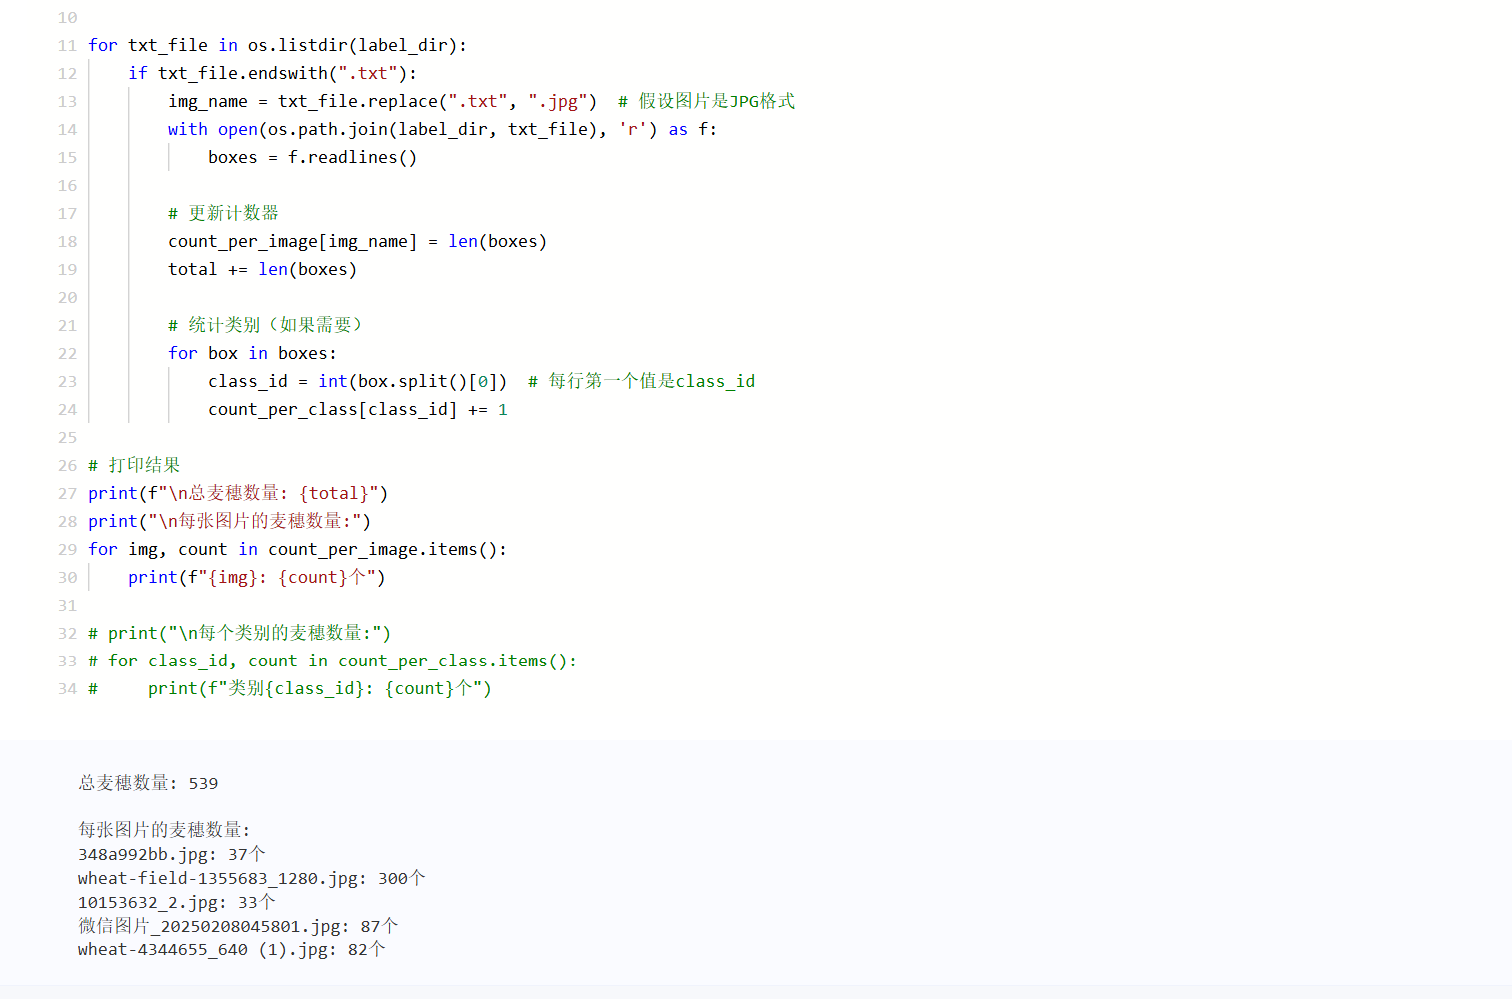 10
11 for txt_file in os.listdir(label_dir):
12     if txt_file.endswith(".txt"):
13         img_name = txt_file.replace(".txt", ".jpg")  # 假设图片是JPG格式
14         with open(os.path.join(label_dir, txt_file), 'r') as f:
15             boxes = f.readlines()
16
17         # 更新计数器
18         count_per_image[img_name] = len(boxes)
19         total += len(boxes)
20
21         # 统计类别（如果需要）
22         for box in boxes:
23             class_id = int(box.split()[0])  # 每行第一个值是class_id
24             count_per_class[class_id] += 1
25
26 # 打印结果
27 print(f"\n总麦穗数量: {total}")
28 print("\n每张图片的麦穗数量:")
29 for img, count in count_per_image.items():
30     print(f"{img}: {count}个")
31
32 # print("\n每个类别的麦穗数量:")
33 # for class_id, count in count_per_class.items():
34 #     print(f"类别{class_id}: {count}个")
总麦穗数量: 539
每张图片的麦穗数量:
348a992bb.jpg: 37个
wheat-field-1355683_1280.jpg: 300个
10153632_2.jpg: 33个
微信图片_20250208045801.jpg: 87个
wheat-4344655_640 (1).jpg: 82个